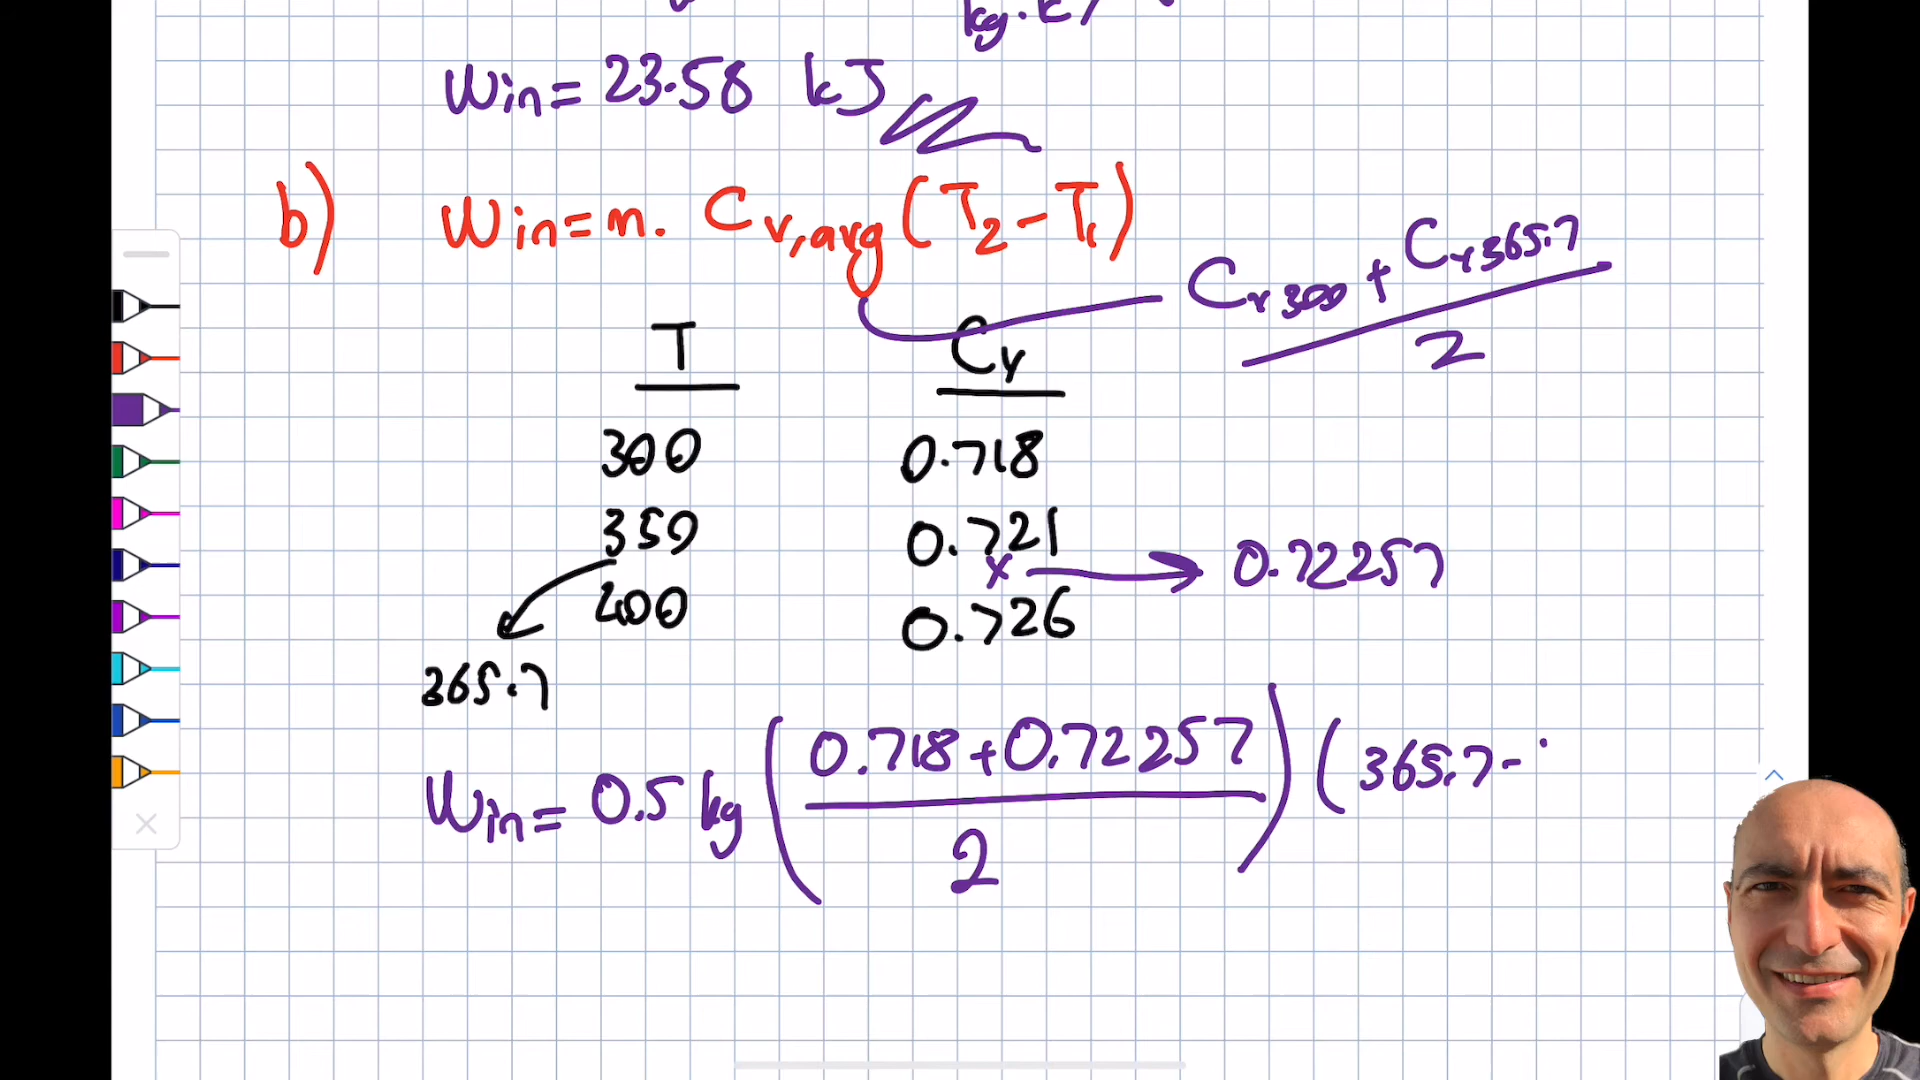 kg.k)
Win= 23.58 kJ
b) Win=m. Cv,avg (T2-T1)
Cv300 + Cv365.7
2
T Cv
300 0.718
350 0.721
x → 0.72257
400 0.726
365.7
Win= 0.5 kg (0.718+0.72257
2) (365.7-